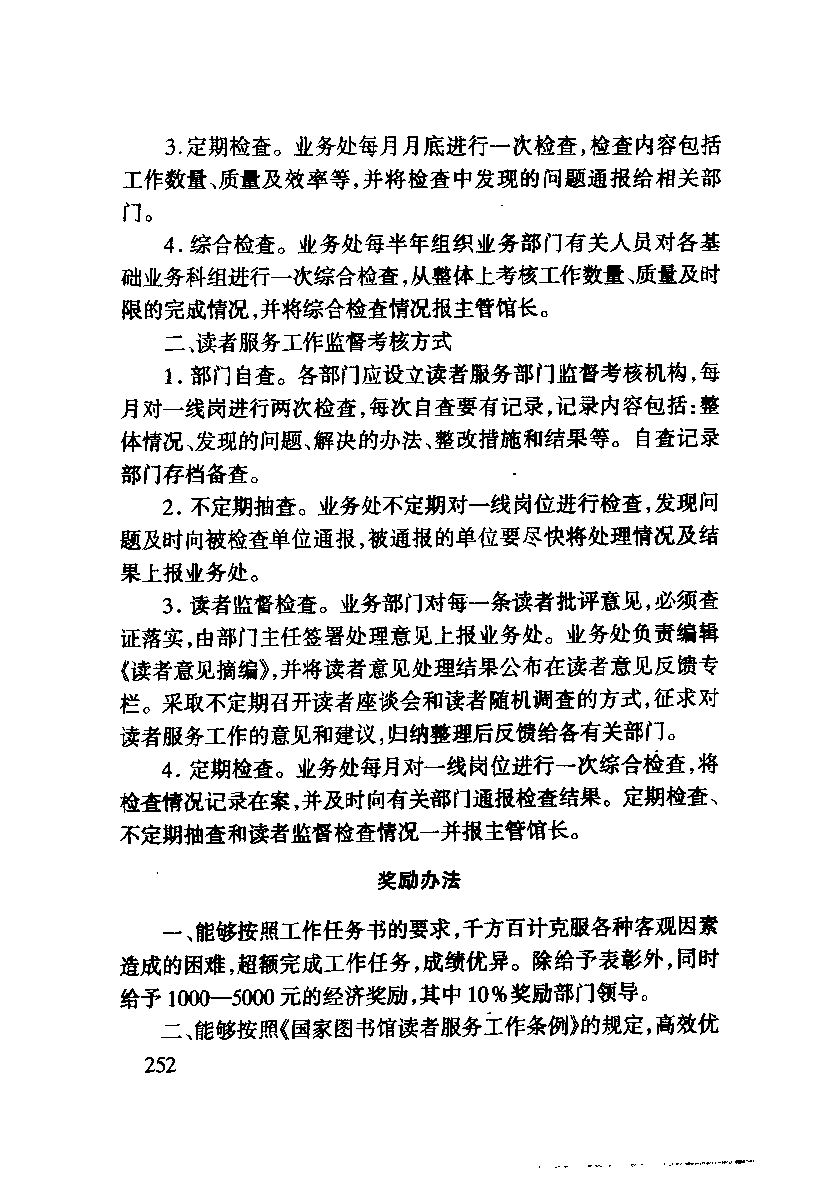 3.定期检查。业务处每月月底进行一次检查,检查内容包括
工作数量、质量及效率等,并将检查中发现的问题通报给相关部
门。
4. 综合检查。业务处每半年组织业务部门有关人员对各基
础业务科组进行一次综合检查,从整体上考核工作数量、质量及时
限的完成情况,并将综合检查情况报主管馆长。
二、读者服务工作监督考核方式
1. 部门自查。各部门应设立读者服务部门监督考核机构,每
月对一线岗进行两次检查,每次自查要有记录,记录内容包括:整
体情况、发现的问题、解决的办法、整改措施和结果等。自查记录
部门存档备查。
2. 不定期抽查。业务处不定期对一线岗位进行检查,发现问
题及时向被检查单位通报,被通报的单位要尽快将处理情况及结
果上报业务处。
3. 读者监督检查。业务部门对每一条读者批评意见,必须查
证落实,由部门主任签署处理意见上报业务处。业务处负责编辑
《读者意见摘编》,并将读者意见处理结果公布在读者意见反馈专
栏。采取不定期召开读者座谈会和读者随机调查的方式,征求对
读者服务工作的意见和建议,归纳整理后反馈给各有关部门。
4. 定期检查。业务处每月对一线岗位进行一次综合检查,将
检查情况记录在案,并及时向有关部门通报检查结果。定期检查、
不定期抽查和读者监督检查情况一并报主管馆长。
奖励办法
一、能够按照工作任务书的要求,千方百计克服各种客观因素
造成的困难,超额完成工作任务,成绩优异。除给予表彰外,同时
给予 1000—5000 元的经济奖励,其中 10%奖励部门领导。
二、能够按照《国家图书馆读者服务工作条例》的规定,高效优
252